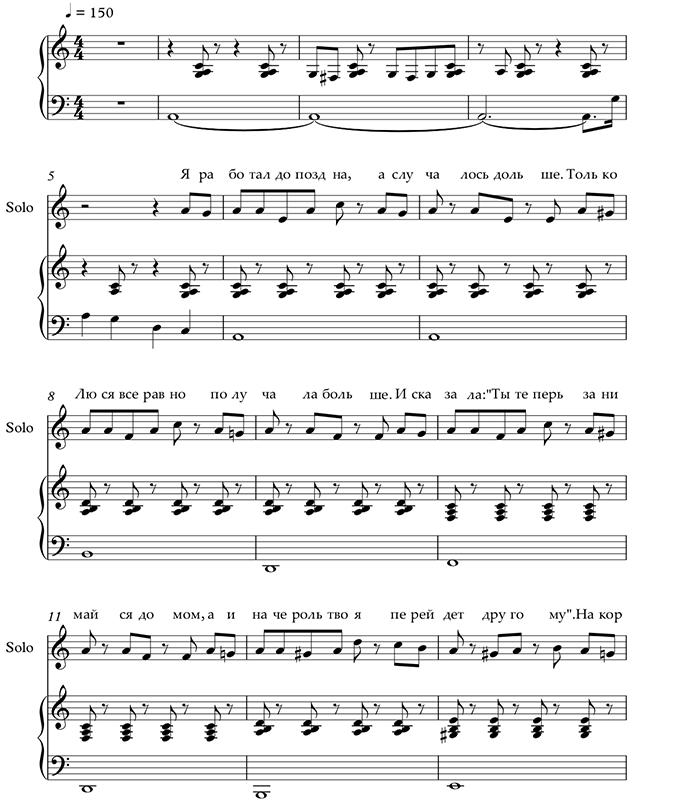 ♩ = 150
5
Я ра бо тал до позд на, а слу ча лось доль ше. Толь ко
Solo
8
Лю ся все рав но по лу ча ла боль ше. И ска за ла:"Ты те перь за ни
Solo
11
май ся до мом, а и на че роль тво я пе рей дет дру го му". На кор
Solo